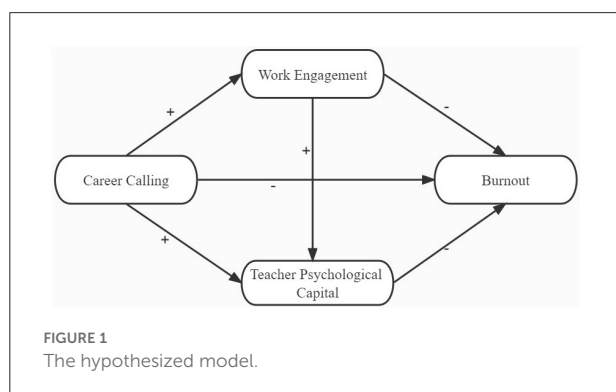 Work Engagement
+
-
+
Career Calling
-
Burnout
+
-
Teacher Psychological
Capital
FIGURE 1
The hypothesized model.